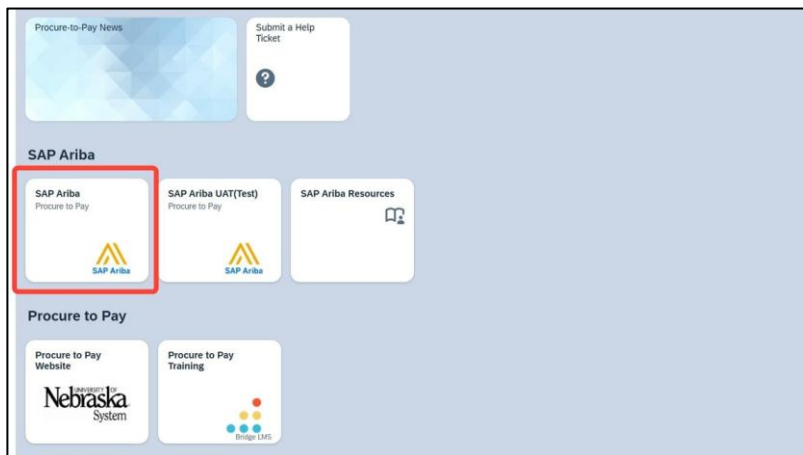 Procure-to-Pay News
Submit a Help
Ticket
?
SAP Ariba
SAP Ariba
Procure to Pay
SAP Ariba
SAP Ariba UAT(Test)
Procure to Pay
SAP Ariba
SAP Ariba Resources
Procure to Pay
Procure to Pay
Website
UNIVERSITY OF
Nebraska
System
Procure to Pay
Training
Bridge LMS